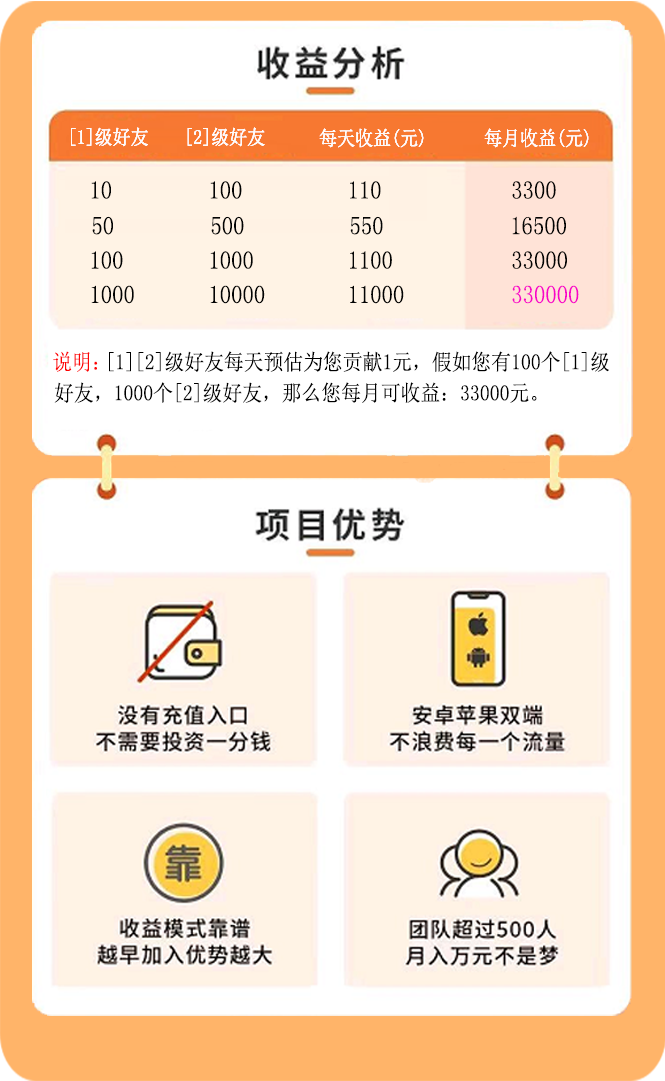 收益分析
[1]级好友 [2]级好友 每天收益(元) 每月收益(元)
10 100 110 3300
50 500 550 16500
100 1000 1100 33000
1000 10000 11000 330000
说明：[1][2]级好友每天预估为您贡献1元，假如您有100个[1]级
好友，1000个[2]级好友，那么您每月可收益：33000元。
项目优势
没有充值入口
不需要投资一分钱
安卓苹果双端
不浪费每一个流量
靠
收益模式靠谱
越早加入优势越大
团队超过500人
月入万元不是梦